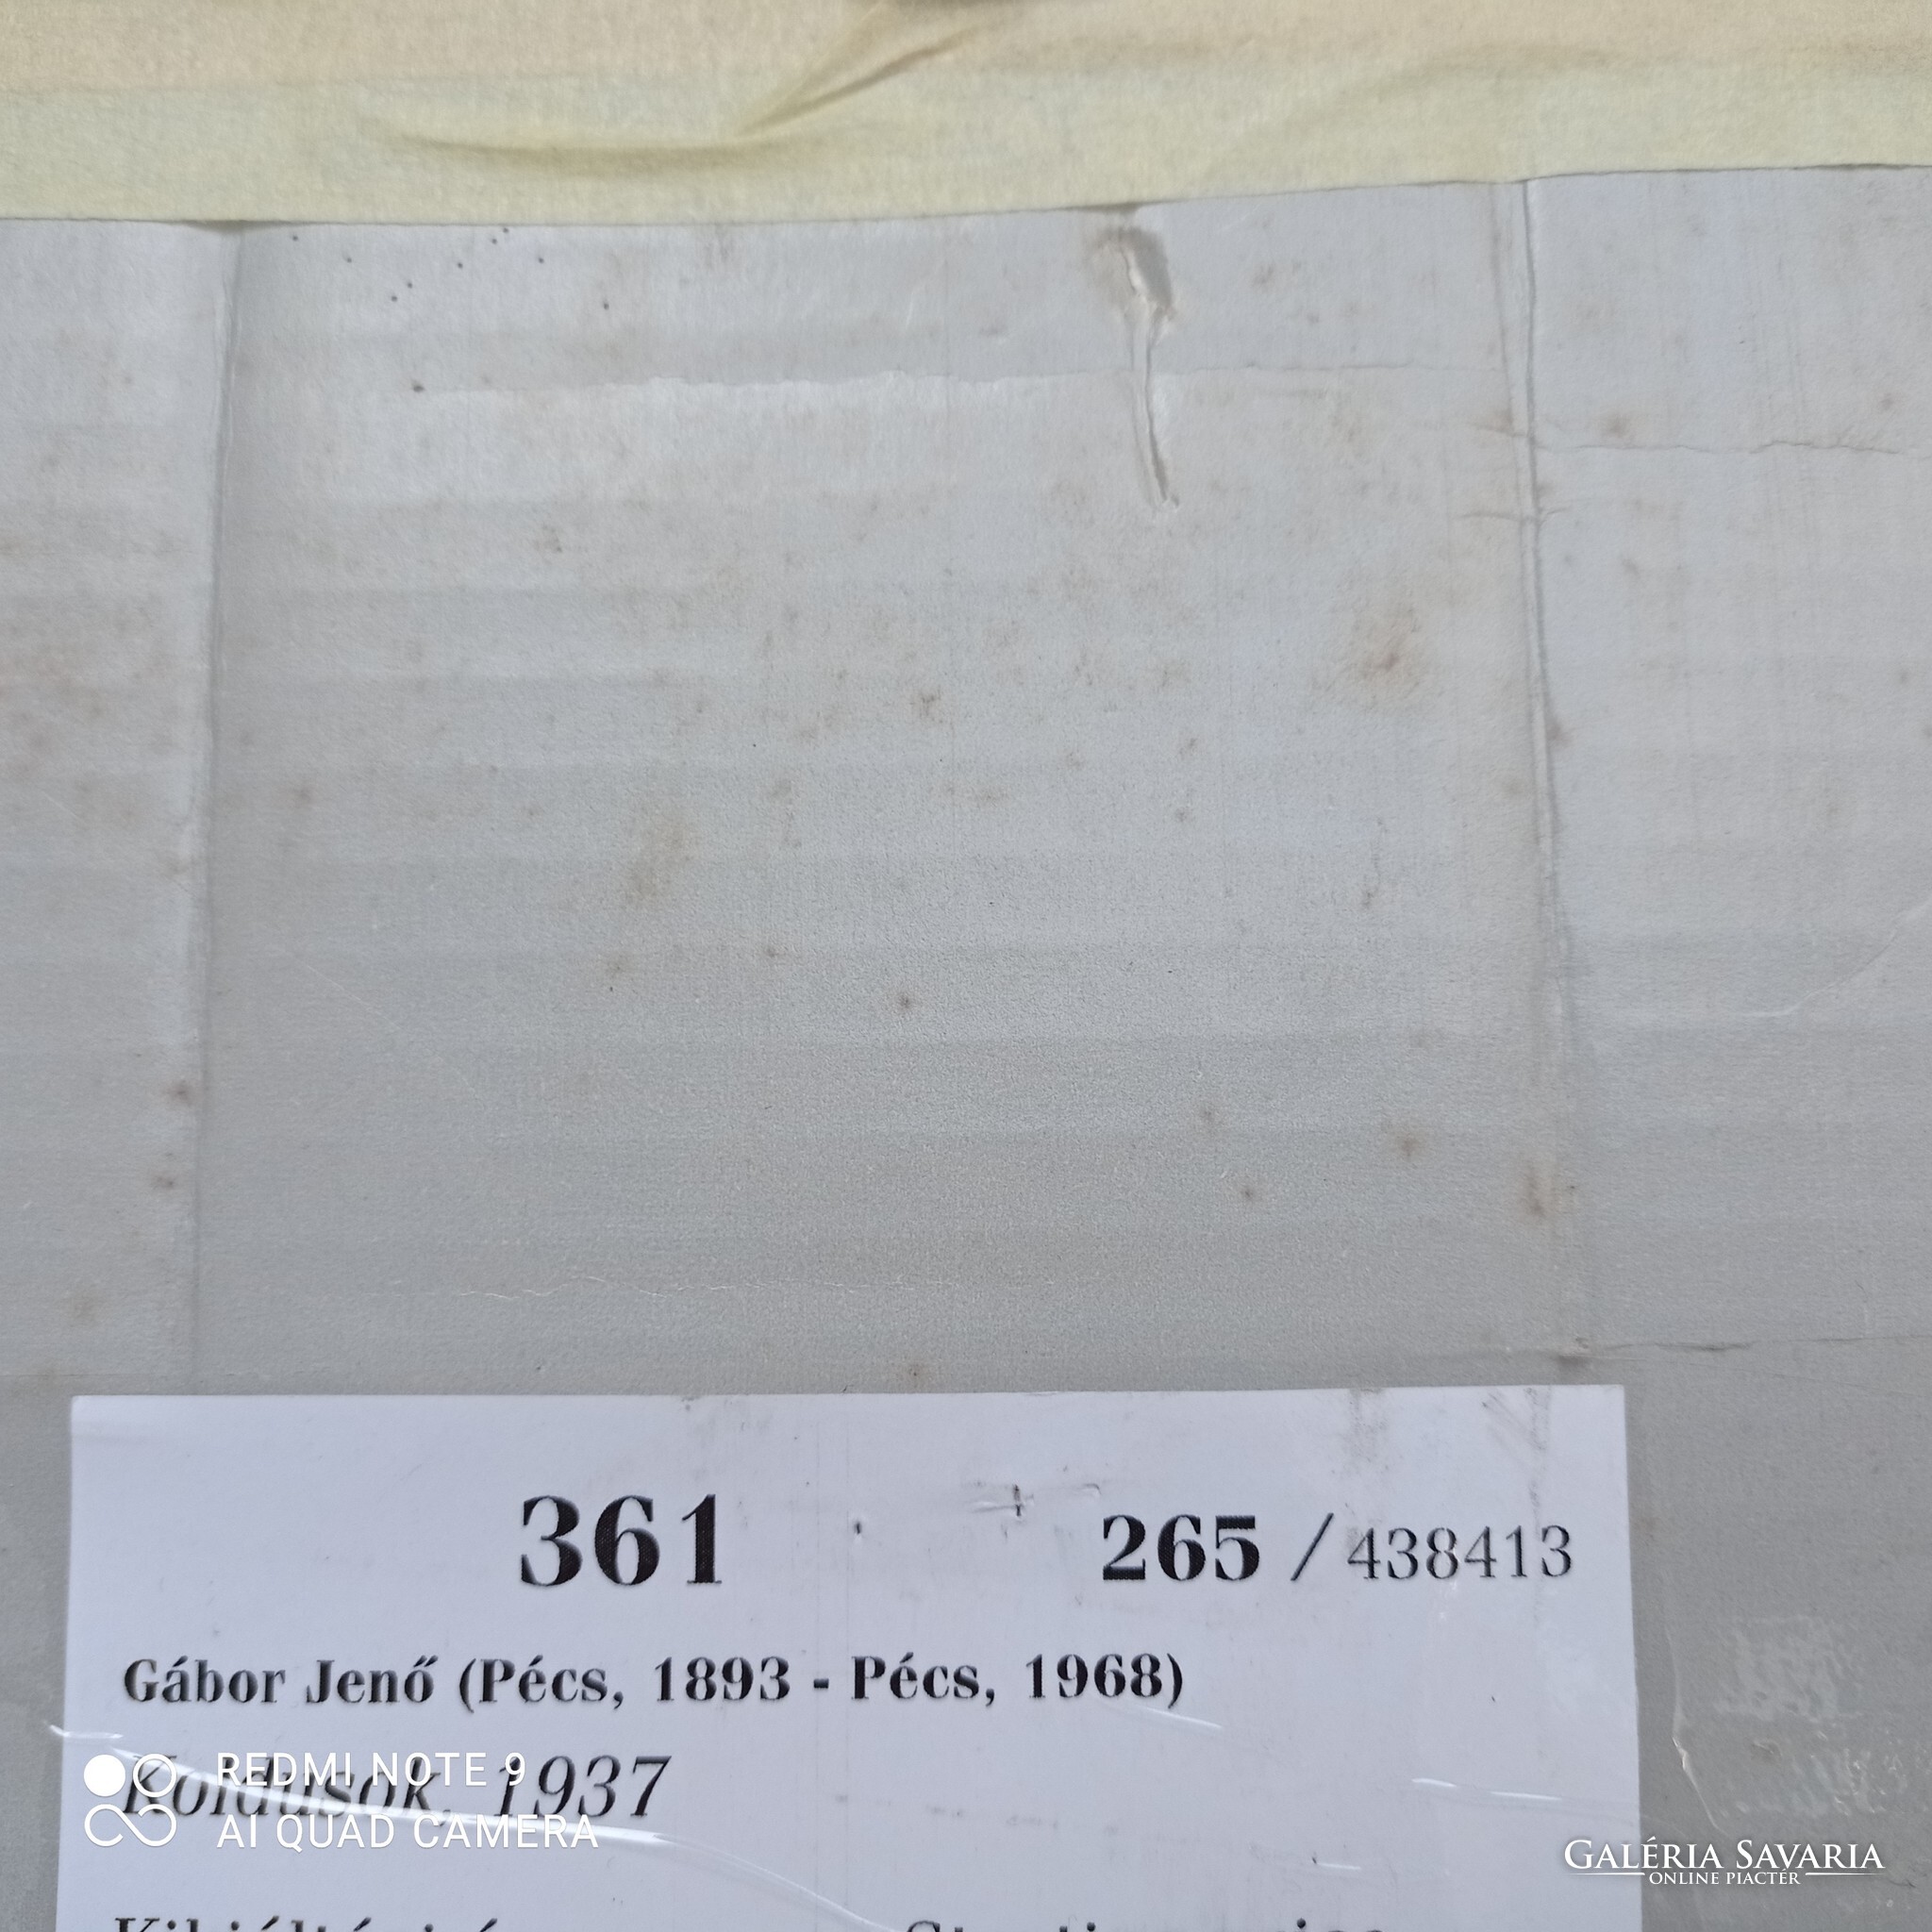 361 265 / 438413
Gábor Jenő (Pécs, 1893 - Pécs, 1968)
Koldusok, 1937
REDMI NOTE 9
AI QUAD CAMERA
GALÉRIA SAVARIA
ONLINE PIACTÉR